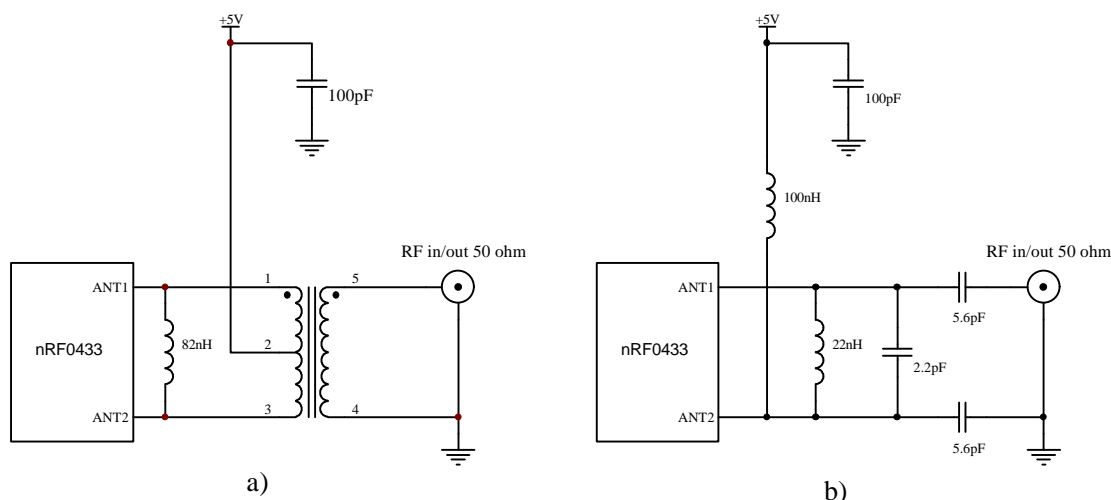 +5V
100pF
RF in/out 50 ohm
ANT1
nRF0433
ANT2
82nH
1
2
3
5
4
a)
+5V
100pF
100nH
RF in/out 50 ohm
ANT1
nRF0433
ANT2
22nH
2.2pF
5.6pF
5.6pF
b)